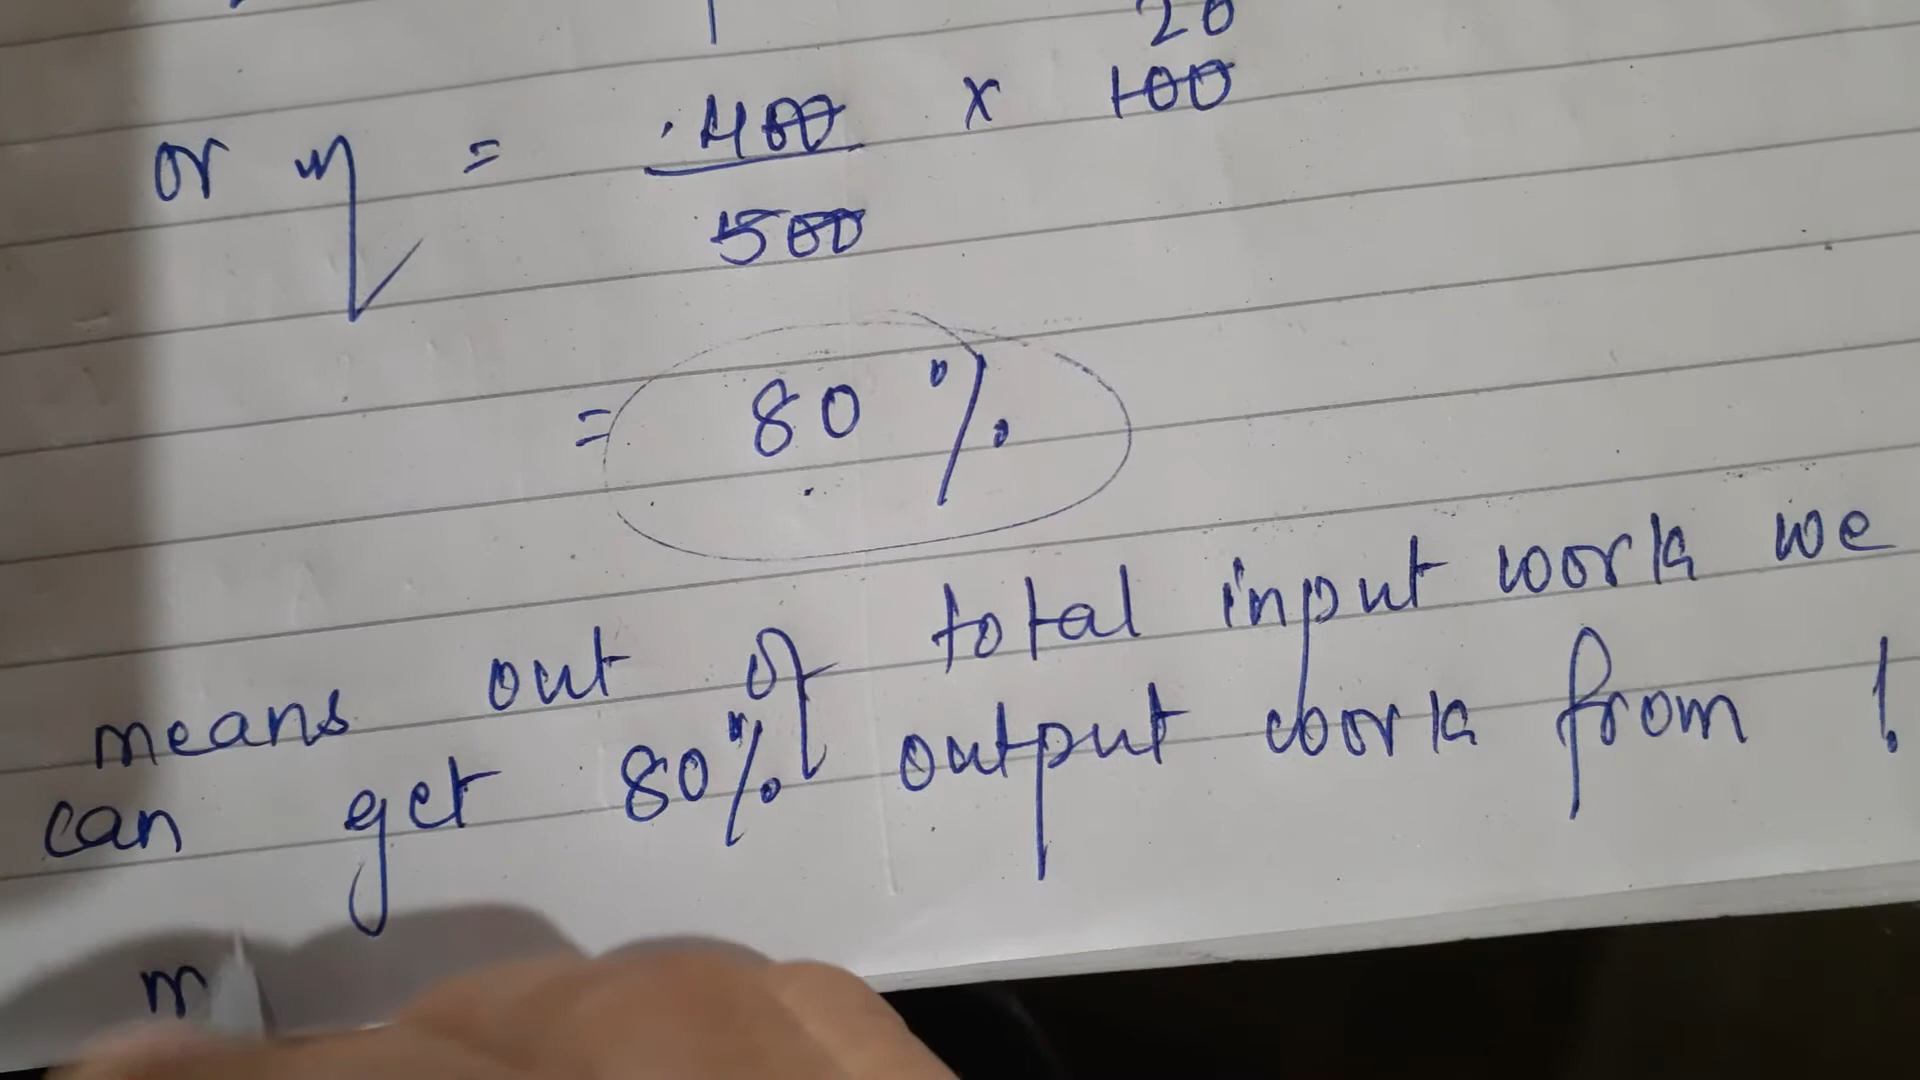 20
or η = 400/500 × 100
= 80 %
means out of total input work we
can get 80% output work from
m